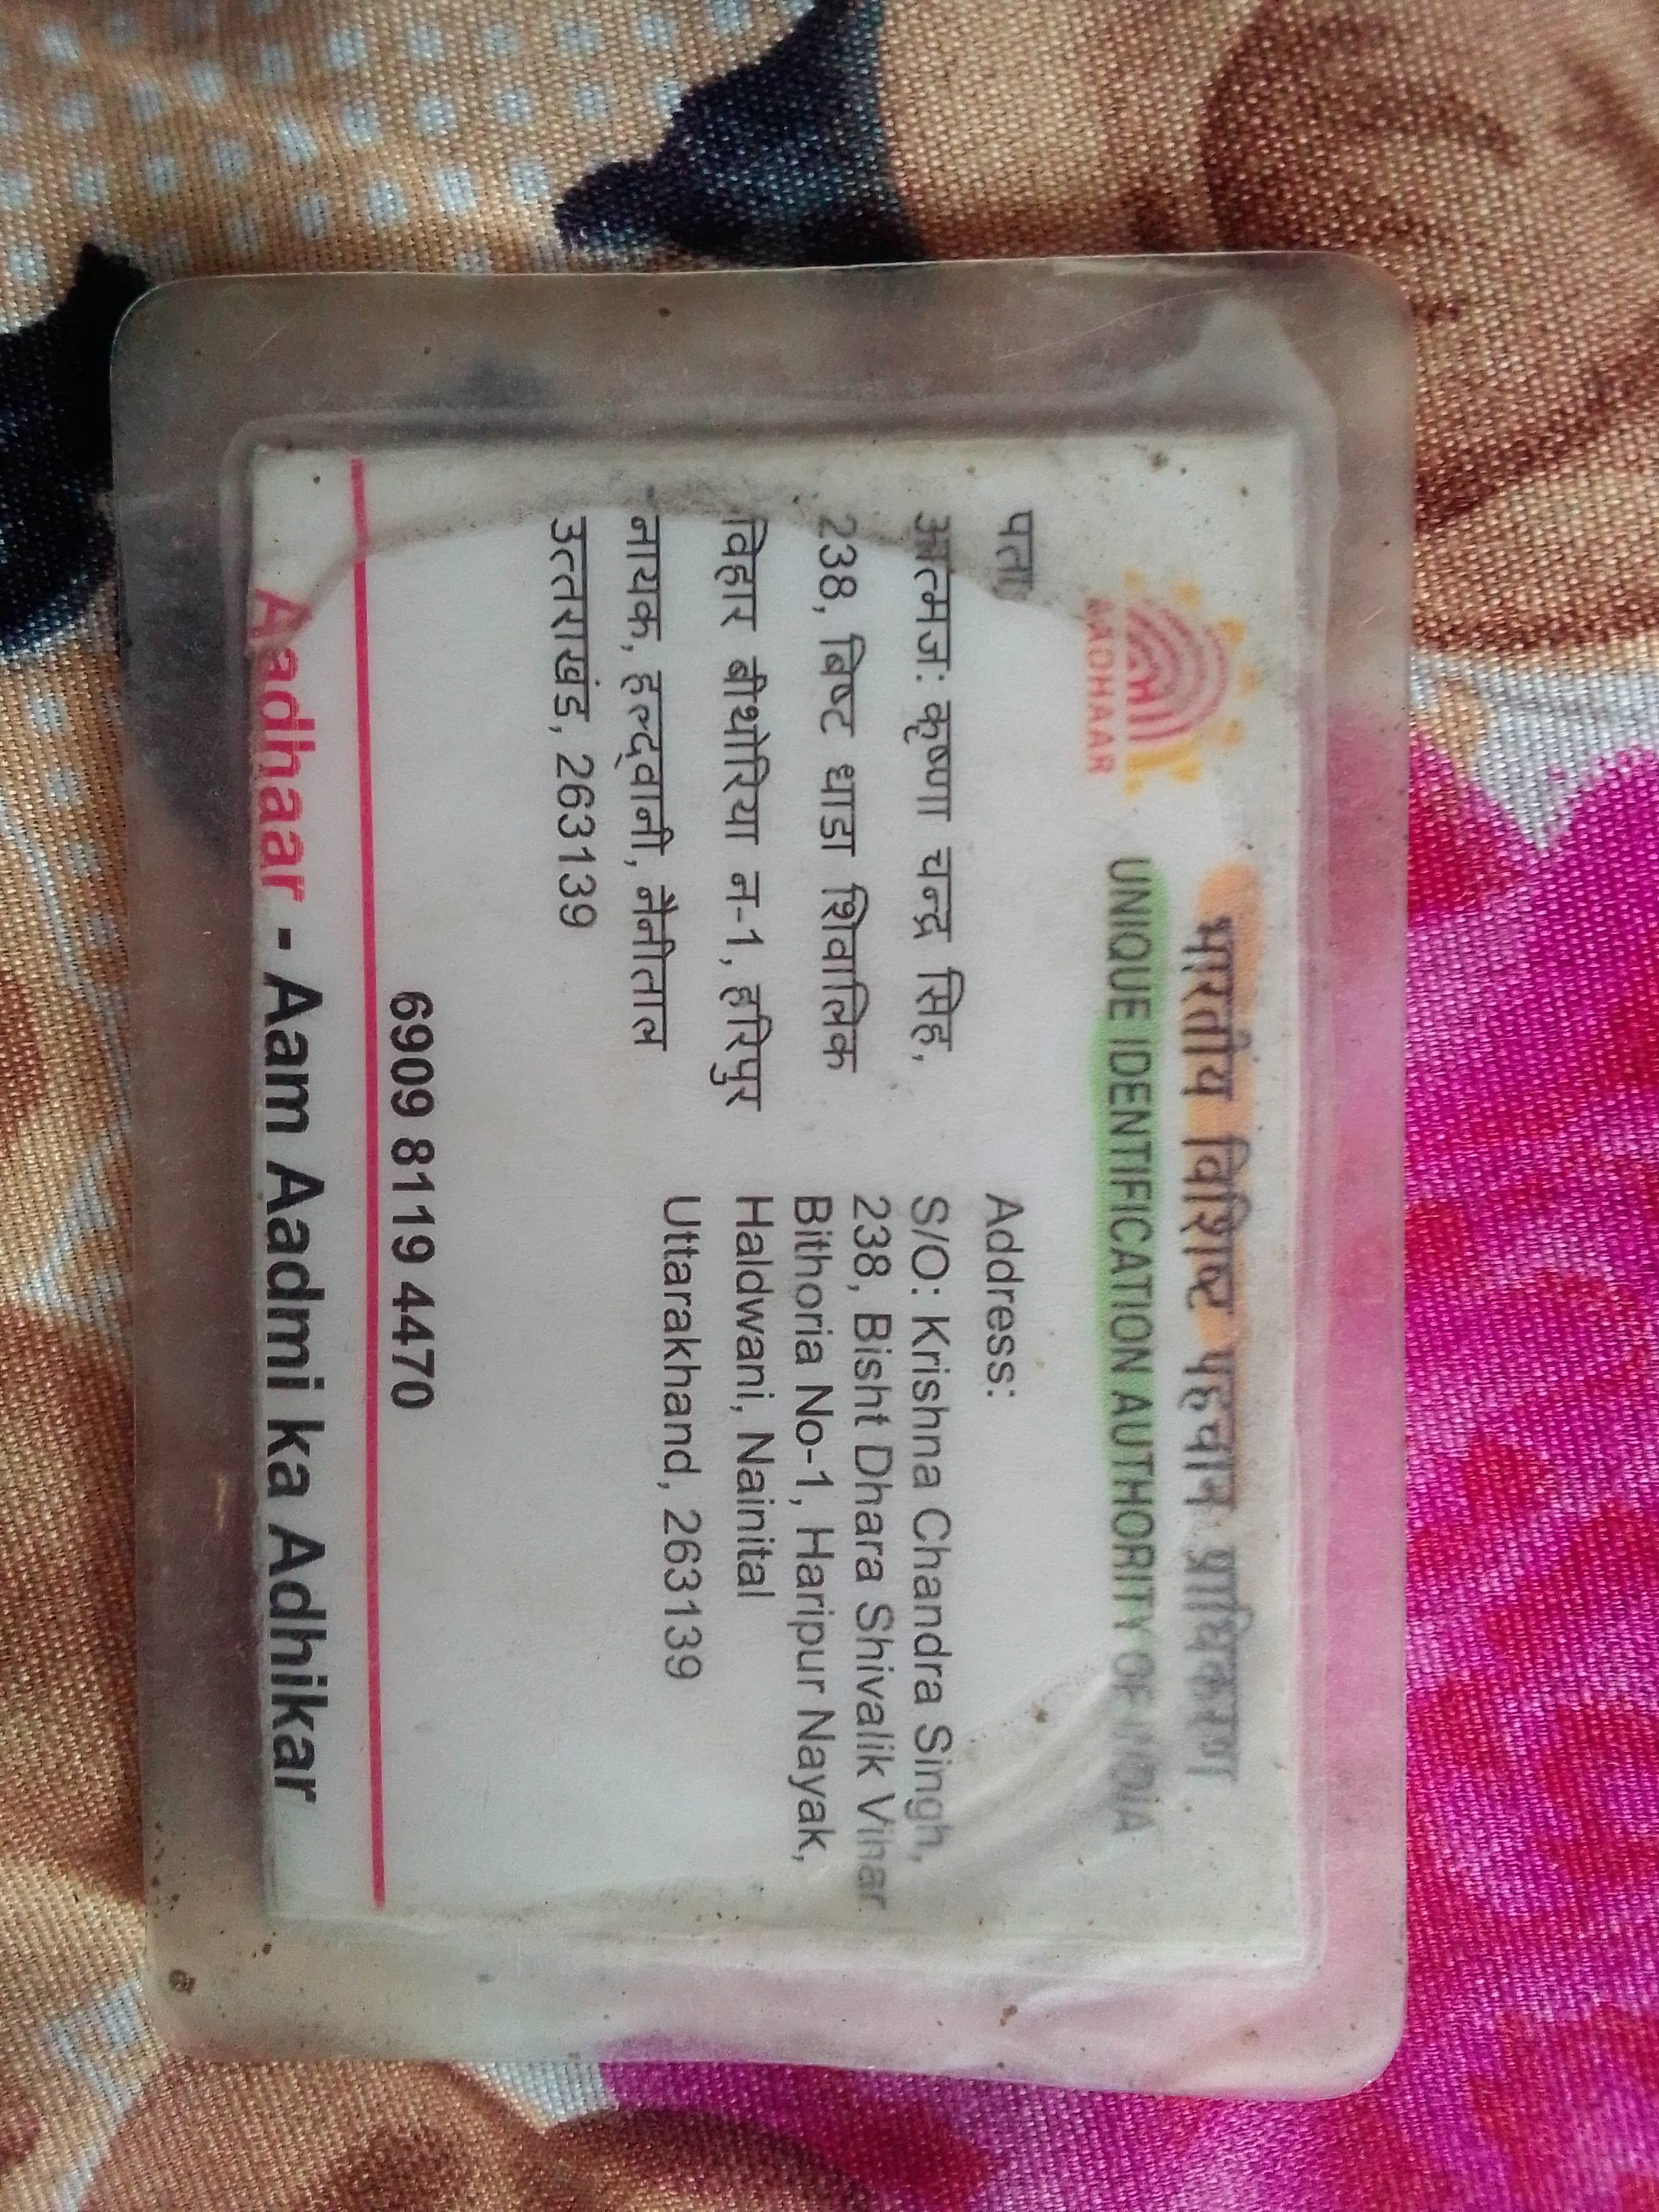 भारतीय विशिष्ट पहचान प्राधिकरण
UNIQUE IDENTIFICATION AUTHORITY OF INDIA
AADHAAR
पता
आत्मज: कृष्णा चन्द्र सिंह,
238, बिष्ट धाडा शिवालिक
विहार बीथोरिया न-1, हरिपुर
नायक, हल्द्वानी, नैनीताल
उत्तराखंड, 263139
Address:
S/O: Krishna Chandra Singh,
238, Bisht Dhara Shivalik Vihar
Bithoria No-1, Haripur Nayak,
Haldwani, Nainital
Uttarakhand, 263139
6909 8119 4470
Aadhaar - Aam Aadmi ka Adhikar